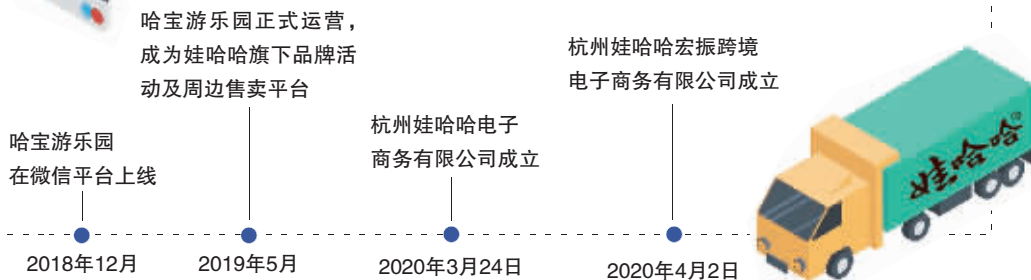 哈宝游乐园正式运营，
成为娃哈哈旗下品牌活
动及周边售卖平台
杭州娃哈哈宏振跨境
电子商务有限公司成立
杭州娃哈哈电子
商务有限公司成立
哈宝游乐园
在微信平台上线
娃哈哈®
2018年12月
2019年5月
2020年3月24日
2020年4月2日